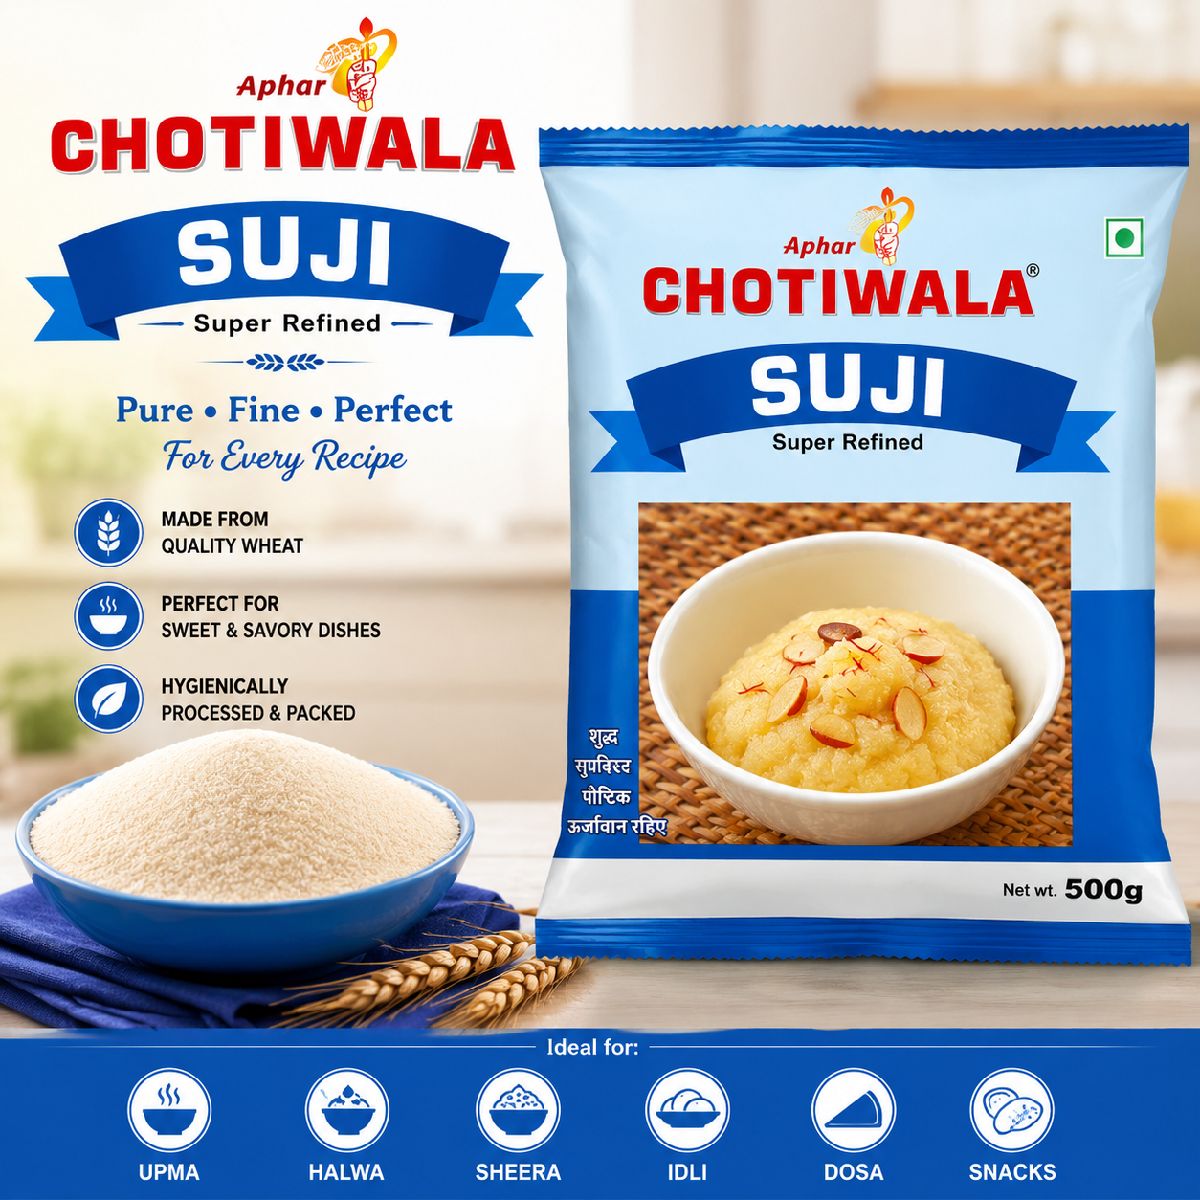 Aphar
CHOTIWALA
SUJI
Super Refined
Pure • Fine • Perfect
For Every Recipe
MADE FROM
QUALITY WHEAT
PERFECT FOR
SWEET & SAVORY DISHES
HYGIENICALLY
PROCESSED & PACKED
Aphar
CHOTIWALA®
SUJI
Super Refined
शुद्ध
पौष्टिक
ऊर्जावान रहिए
Net wt. 500g
Ideal for:
UPMA
HALWA
SHEERA
IDLI
DOSA
SNACKS